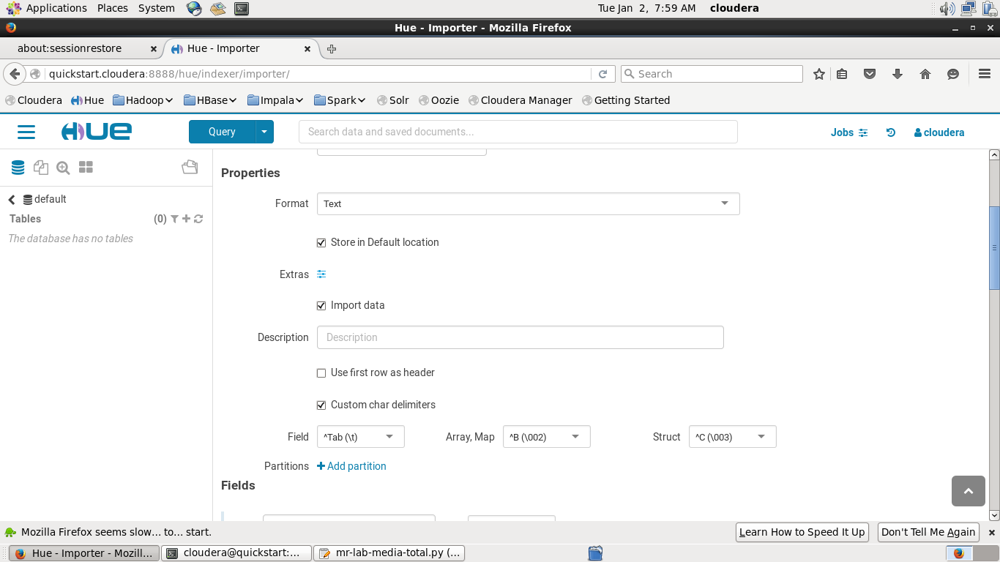 Applications Places System Tue Jan 2, 7:59 AM cloudera
Hue - Importer - Mozilla Firefox
about:sessionrestore Hue - Importer
quickstart.cloudera:8888/hue/indexer/importer/ Search
Cloudera Hue Hadoop HBase Impala Spark Solr Oozie Cloudera Manager Getting Started
HUE Query Search data and saved documents... Jobs cloudera
Properties
default
Format Text
Tables (0)
The database has no tables
Store in Default location
Extras
Import data
Description Description
Use first row as header
Custom char delimiters
Field ^Tab (\t) Array, Map ^B (\002) Struct ^C (\003)
Partitions Add partition
Fields
Mozilla Firefox seems slow... to... start. Learn How to Speed It Up Don't Tell Me Again
Hue - Importer - Mozill... cloudera@quickstart:... mr-lab-media-total.py (...